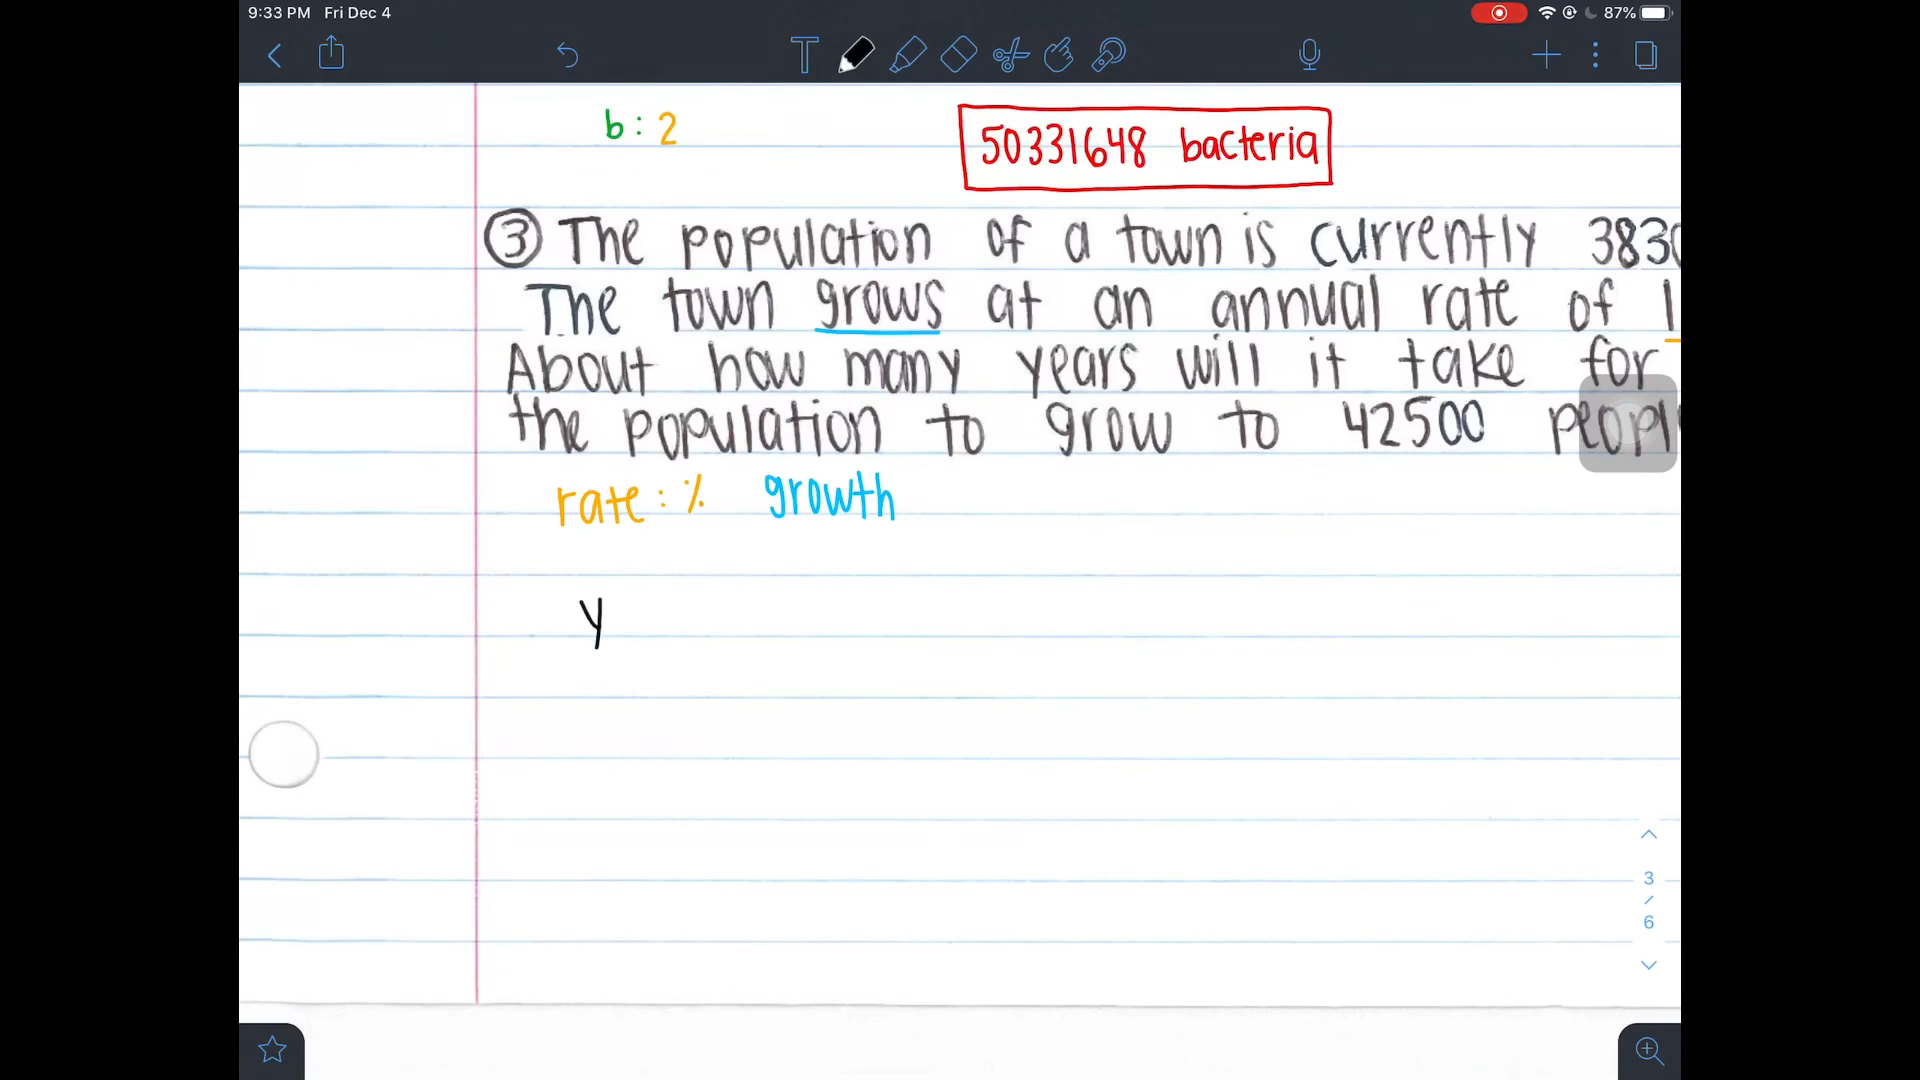 9:33 PM Fri Dec 4
87%
T
b: 2
50331648 bacteria
③ The population of a town is currently 3830
The town grows at an annual rate of 1
About how many years will it take for
the population to grow to 42500
rate: % growth
y
3
/
6